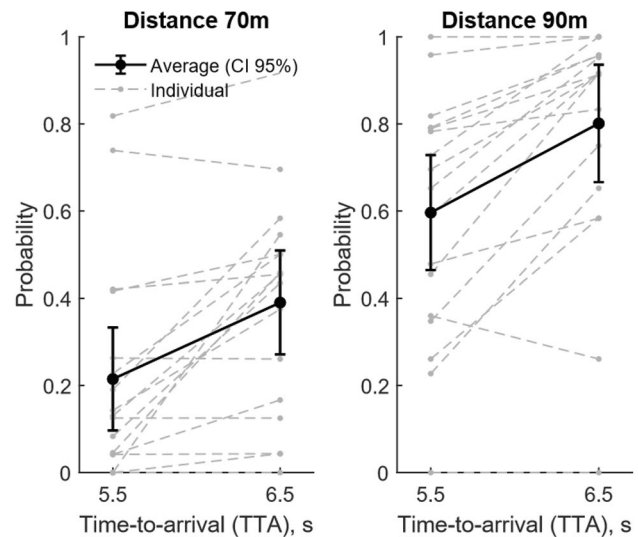 Distance 70m
1
Average (CI 95%)
Individual
0.8
0.6
0.4
0.2
0
Probability
5.5
6.5
Time-to-arrival (TTA), s
Distance 90m
1
0.8
0.6
0.4
0.2
0
Probability
5.5
6.5
Time-to-arrival (TTA), s